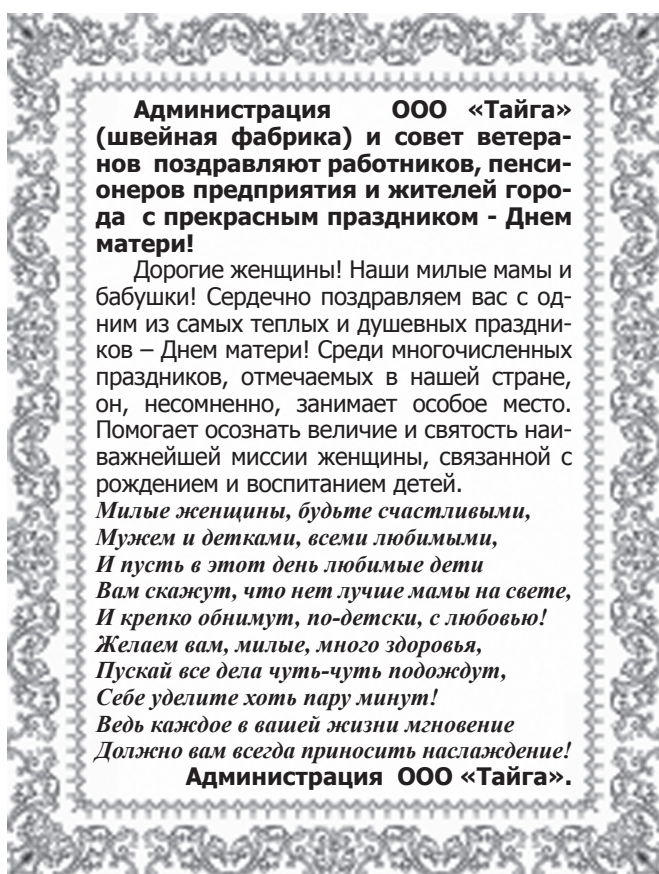 Администрация ООО «Тайга»
(швейная фабрика) и совет ветера-
нов поздравляют работников, пенси-
онеров предприятия и жителей горо-
да с прекрасным праздником - Днем
матери!
Дорогие женщины! Наши милые мамы и
бабушки! Сердечно поздравляем вас с од-
ним из самых теплых и душевных праздни-
ков – Днем матери! Среди многочисленных
праздников, отмечаемых в нашей стране,
он, несомненно, занимает особое место.
Помогает осознать величие и святость наи-
важнейшей миссии женщины, связанной с
рождением и воспитанием детей.
Милые женщины, будьте счастливыми,
Мужем и детками, всеми любимыми,
И пусть в этот день любимые дети
Вам скажут, что нет лучше мамы на свете,
И крепко обнимут, по-детски, с любовью!
Желаем вам, милые, много здоровья,
Пускай все дела чуть-чуть подождут,
Себе уделите хоть пару минут!
Ведь каждое в вашей жизни мгновение
Должно вам всегда приносить наслаждение!
Администрация ООО «Тайга».